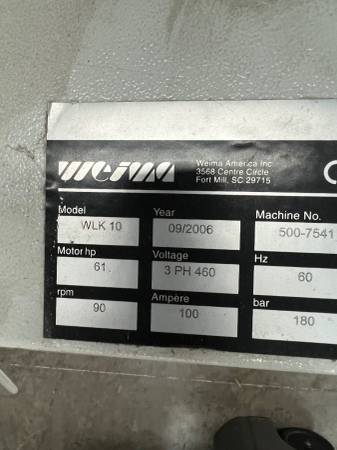 Weima
Weima America Inc
3568 Centre Circle
Fort Mill, SC 29715
Model Year Machine No.
WLK 10 09/2006 500-7541
Motor hp Voltage Hz
61 3 PH 460 60
rpm Ampere bar
90 100 180